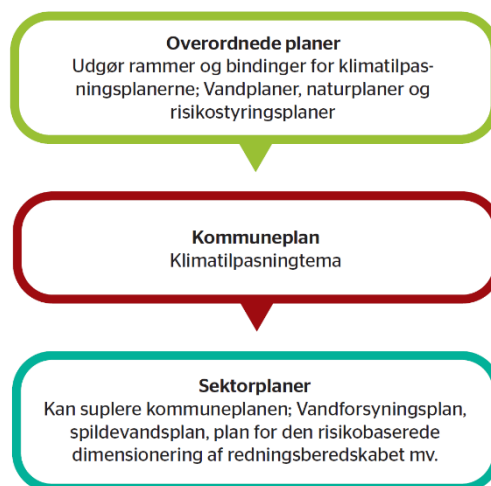 Overordnede planer
Udgør rammer og bindinger for klimatilpas-
ningsplanerne; Vandplaner, naturplaner og
risikostyringsplaner
Kommuneplan
Klimatilpasningtema
Sektorplaner
Kan suplere kommuneplanen; Vandforsyningsplan,
spildevandsplan, plan for den risikobaserede
dimensionering af redningsberedskabet mv.